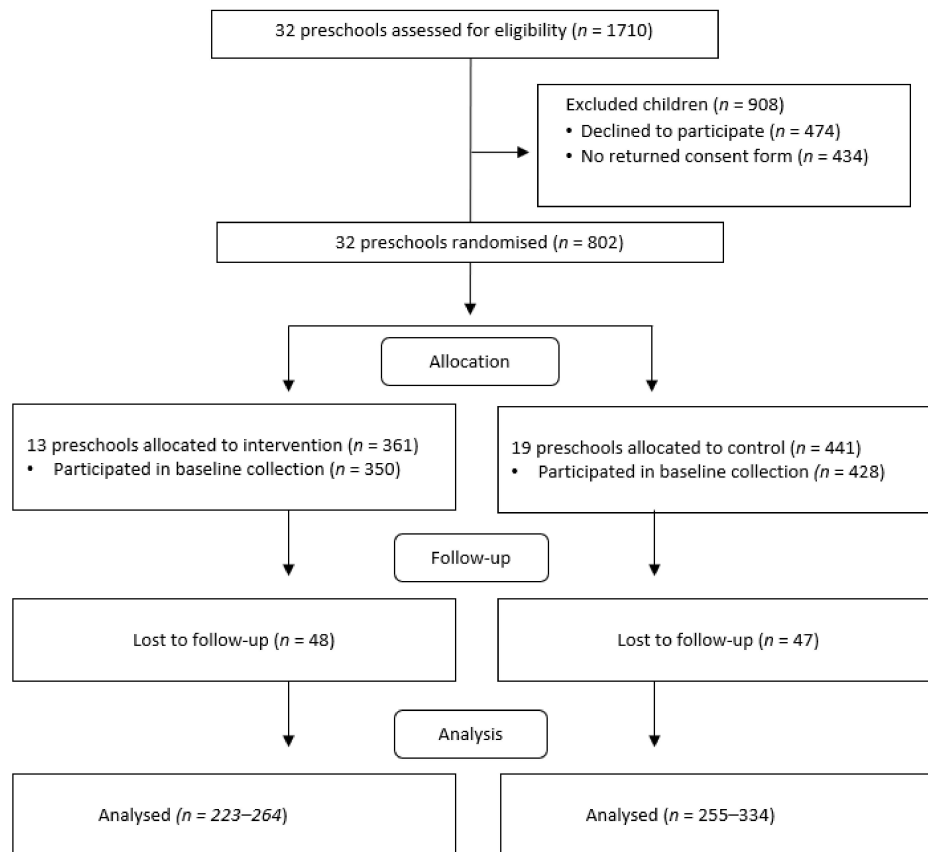 32 preschools assessed for eligibility (n = 1710)
Excluded children (n = 908)
• Declined to participate (n = 474)
• No returned consent form (n = 434)
32 preschools randomised (n = 802)
Allocation
13 preschools allocated to intervention (n = 361)
• Participated in baseline collection (n = 350)
19 preschools allocated to control (n = 441)
• Participated in baseline collection (n = 428)
Follow-up
Lost to follow-up (n = 48)
Lost to follow-up (n = 47)
Analysis
Analysed (n = 223–264)
Analysed (n = 255–334)